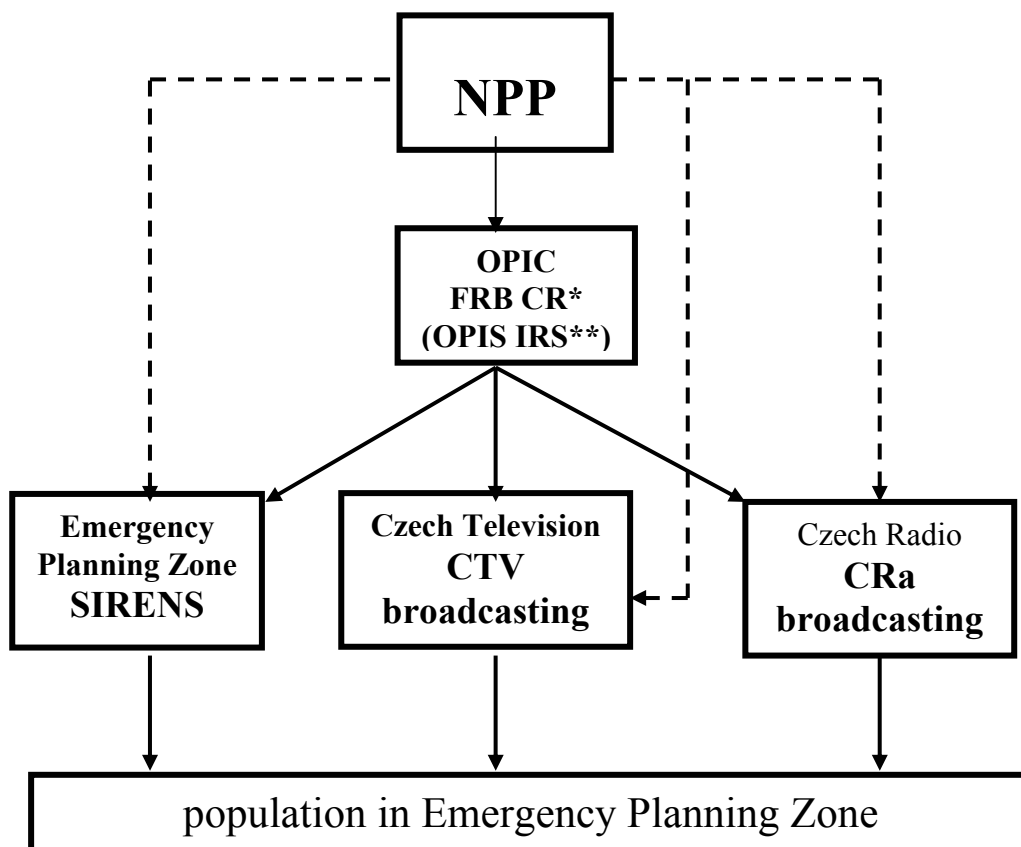 NPP
OPIC
FRB CR*
(OPIS IRS**)
Emergency
Planning Zone
SIRENS
Czech Television
CTV
broadcasting
Czech Radio
CRa
broadcasting
population in Emergency Planning Zone